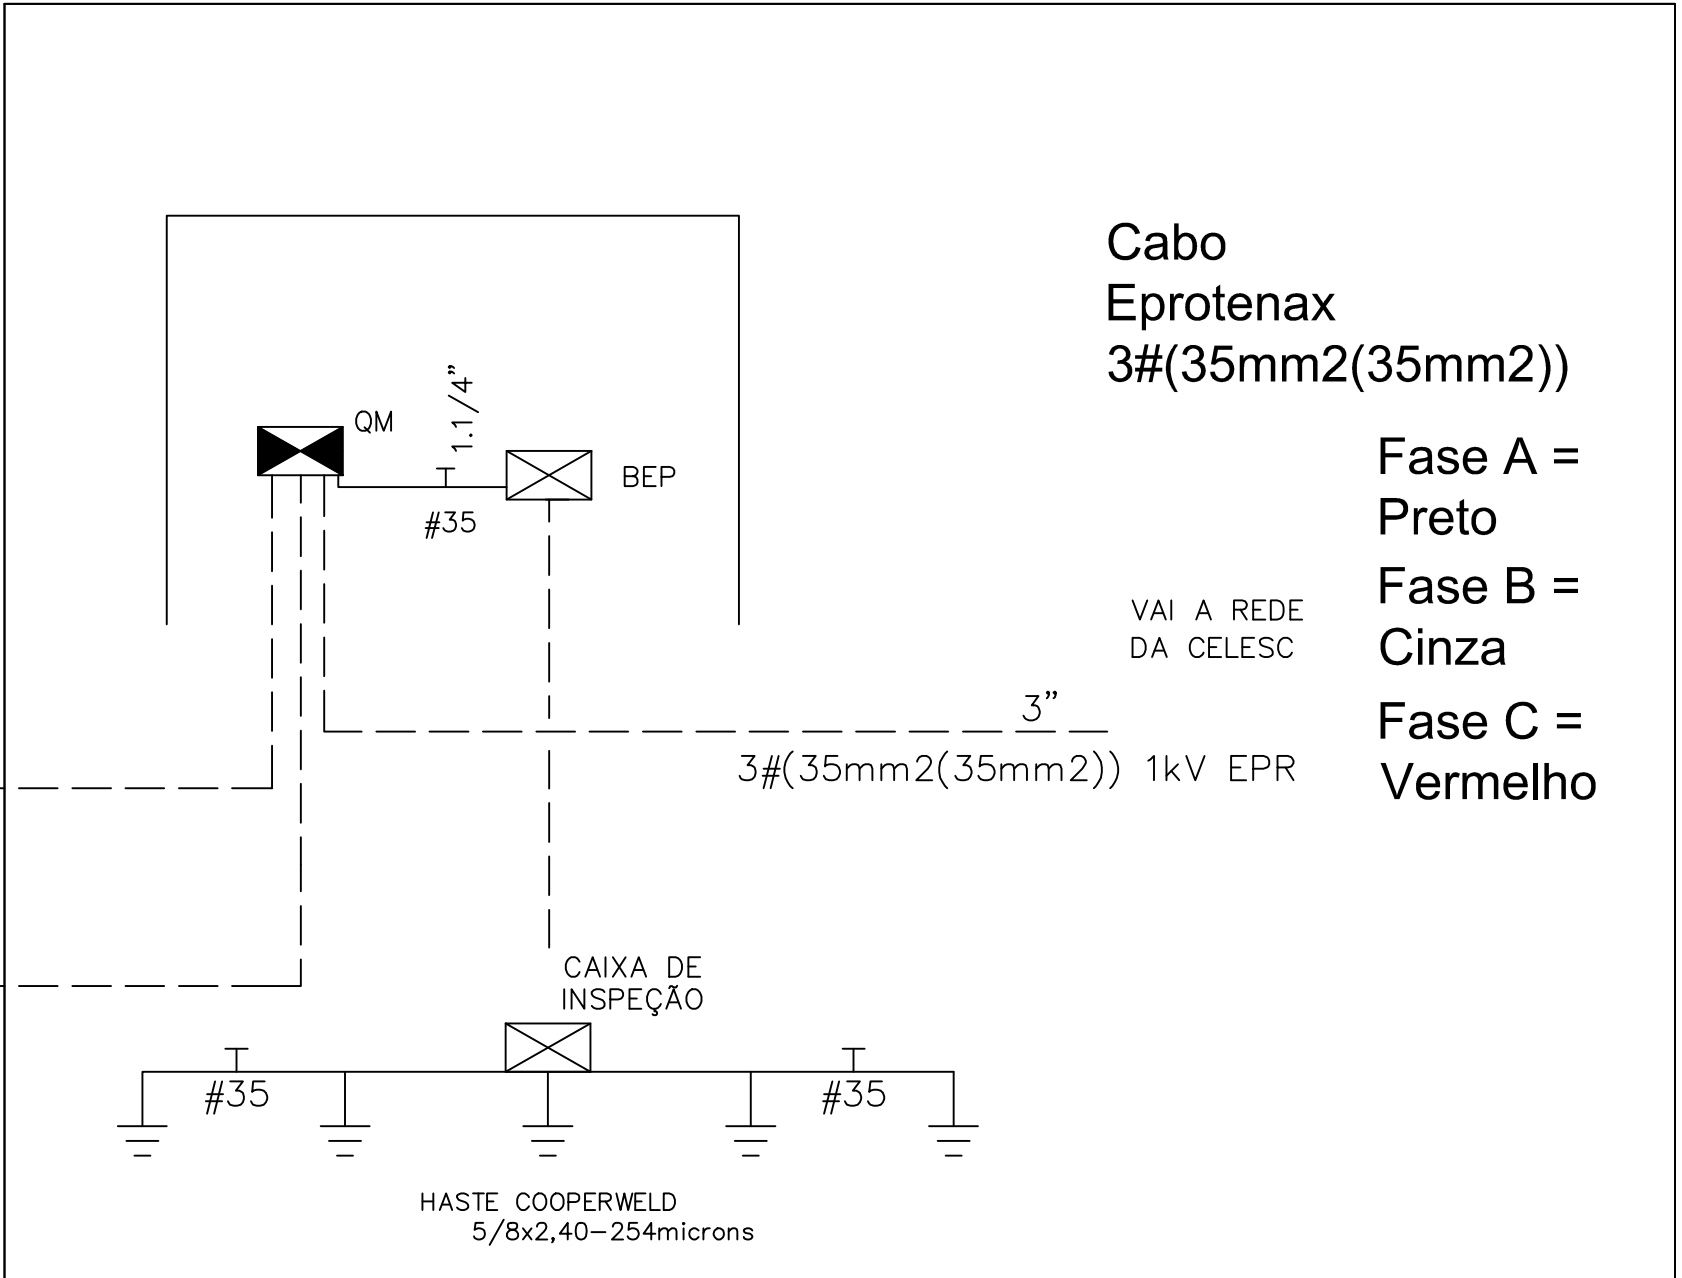 Cabo
Eprotenax
3#(35mm2(35mm2))
1.1/4”
QM
BEP
#35
Fase A =
Preto
Fase B =
Cinza
Fase C =
Vermelho
VAI A REDE
DA CELESC
3”
3#(35mm2(35mm2)) 1kV EPR
CAIXA DE
INSPEÇÃO
#35
#35
HASTE COOPERWELD
5/8x2,40-254microns